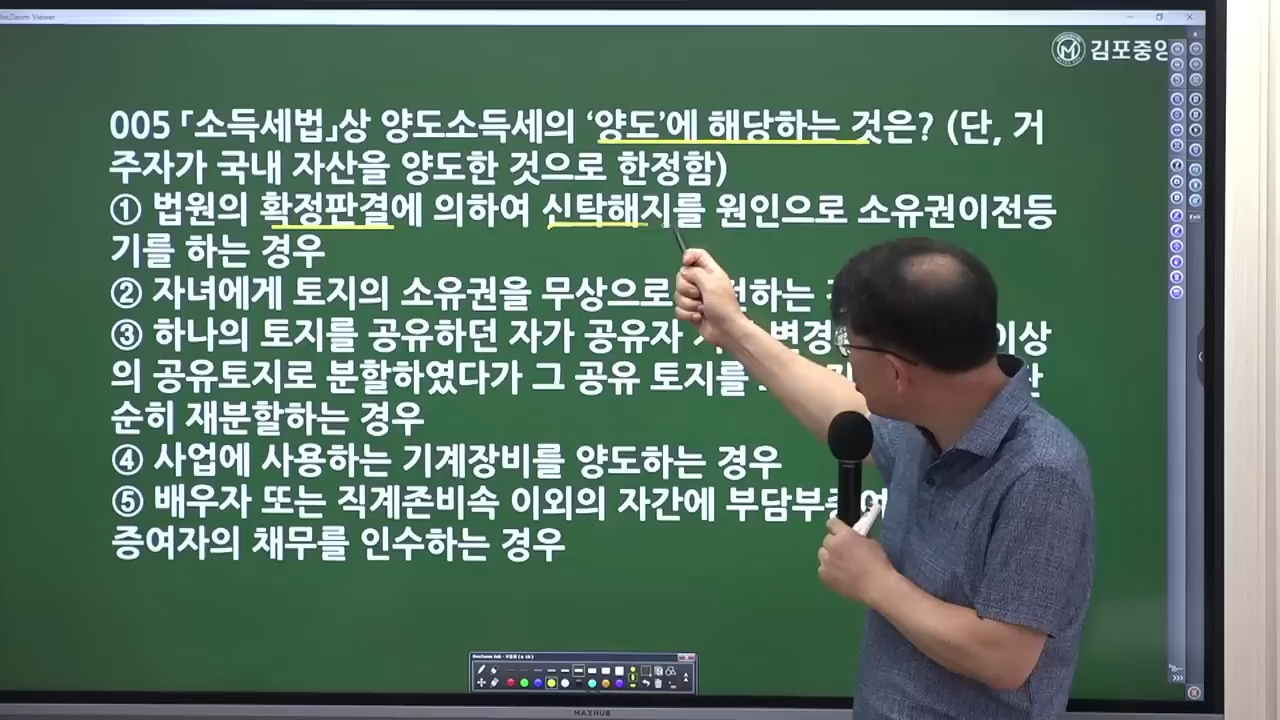 DocZoom Viewer
김포중앙
005 「소득세법」상 양도소득세의 ‘양도’에 해당하는 것은? (단, 거
주자가 국내 자산을 양도한 것으로 한정함)
① 법원의 확정판결에 의하여 신탁해지를 원인으로 소유권이전등
기를 하는 경우
② 자녀에게 토지의 소유권을 무상으로 하는
③ 하나의 토지를 공유하던 자가 공유자 변경 이상
의 공유토지로 분할하였다가 그 공유 토지를
순히 재분할하는 경우
④ 사업에 사용하는 기계장비를 양도하는 경우
⑤ 배우자 또는 직계존비속 이외의 자간에
증여자의 채무를 인수하는 경우
MAXHUB